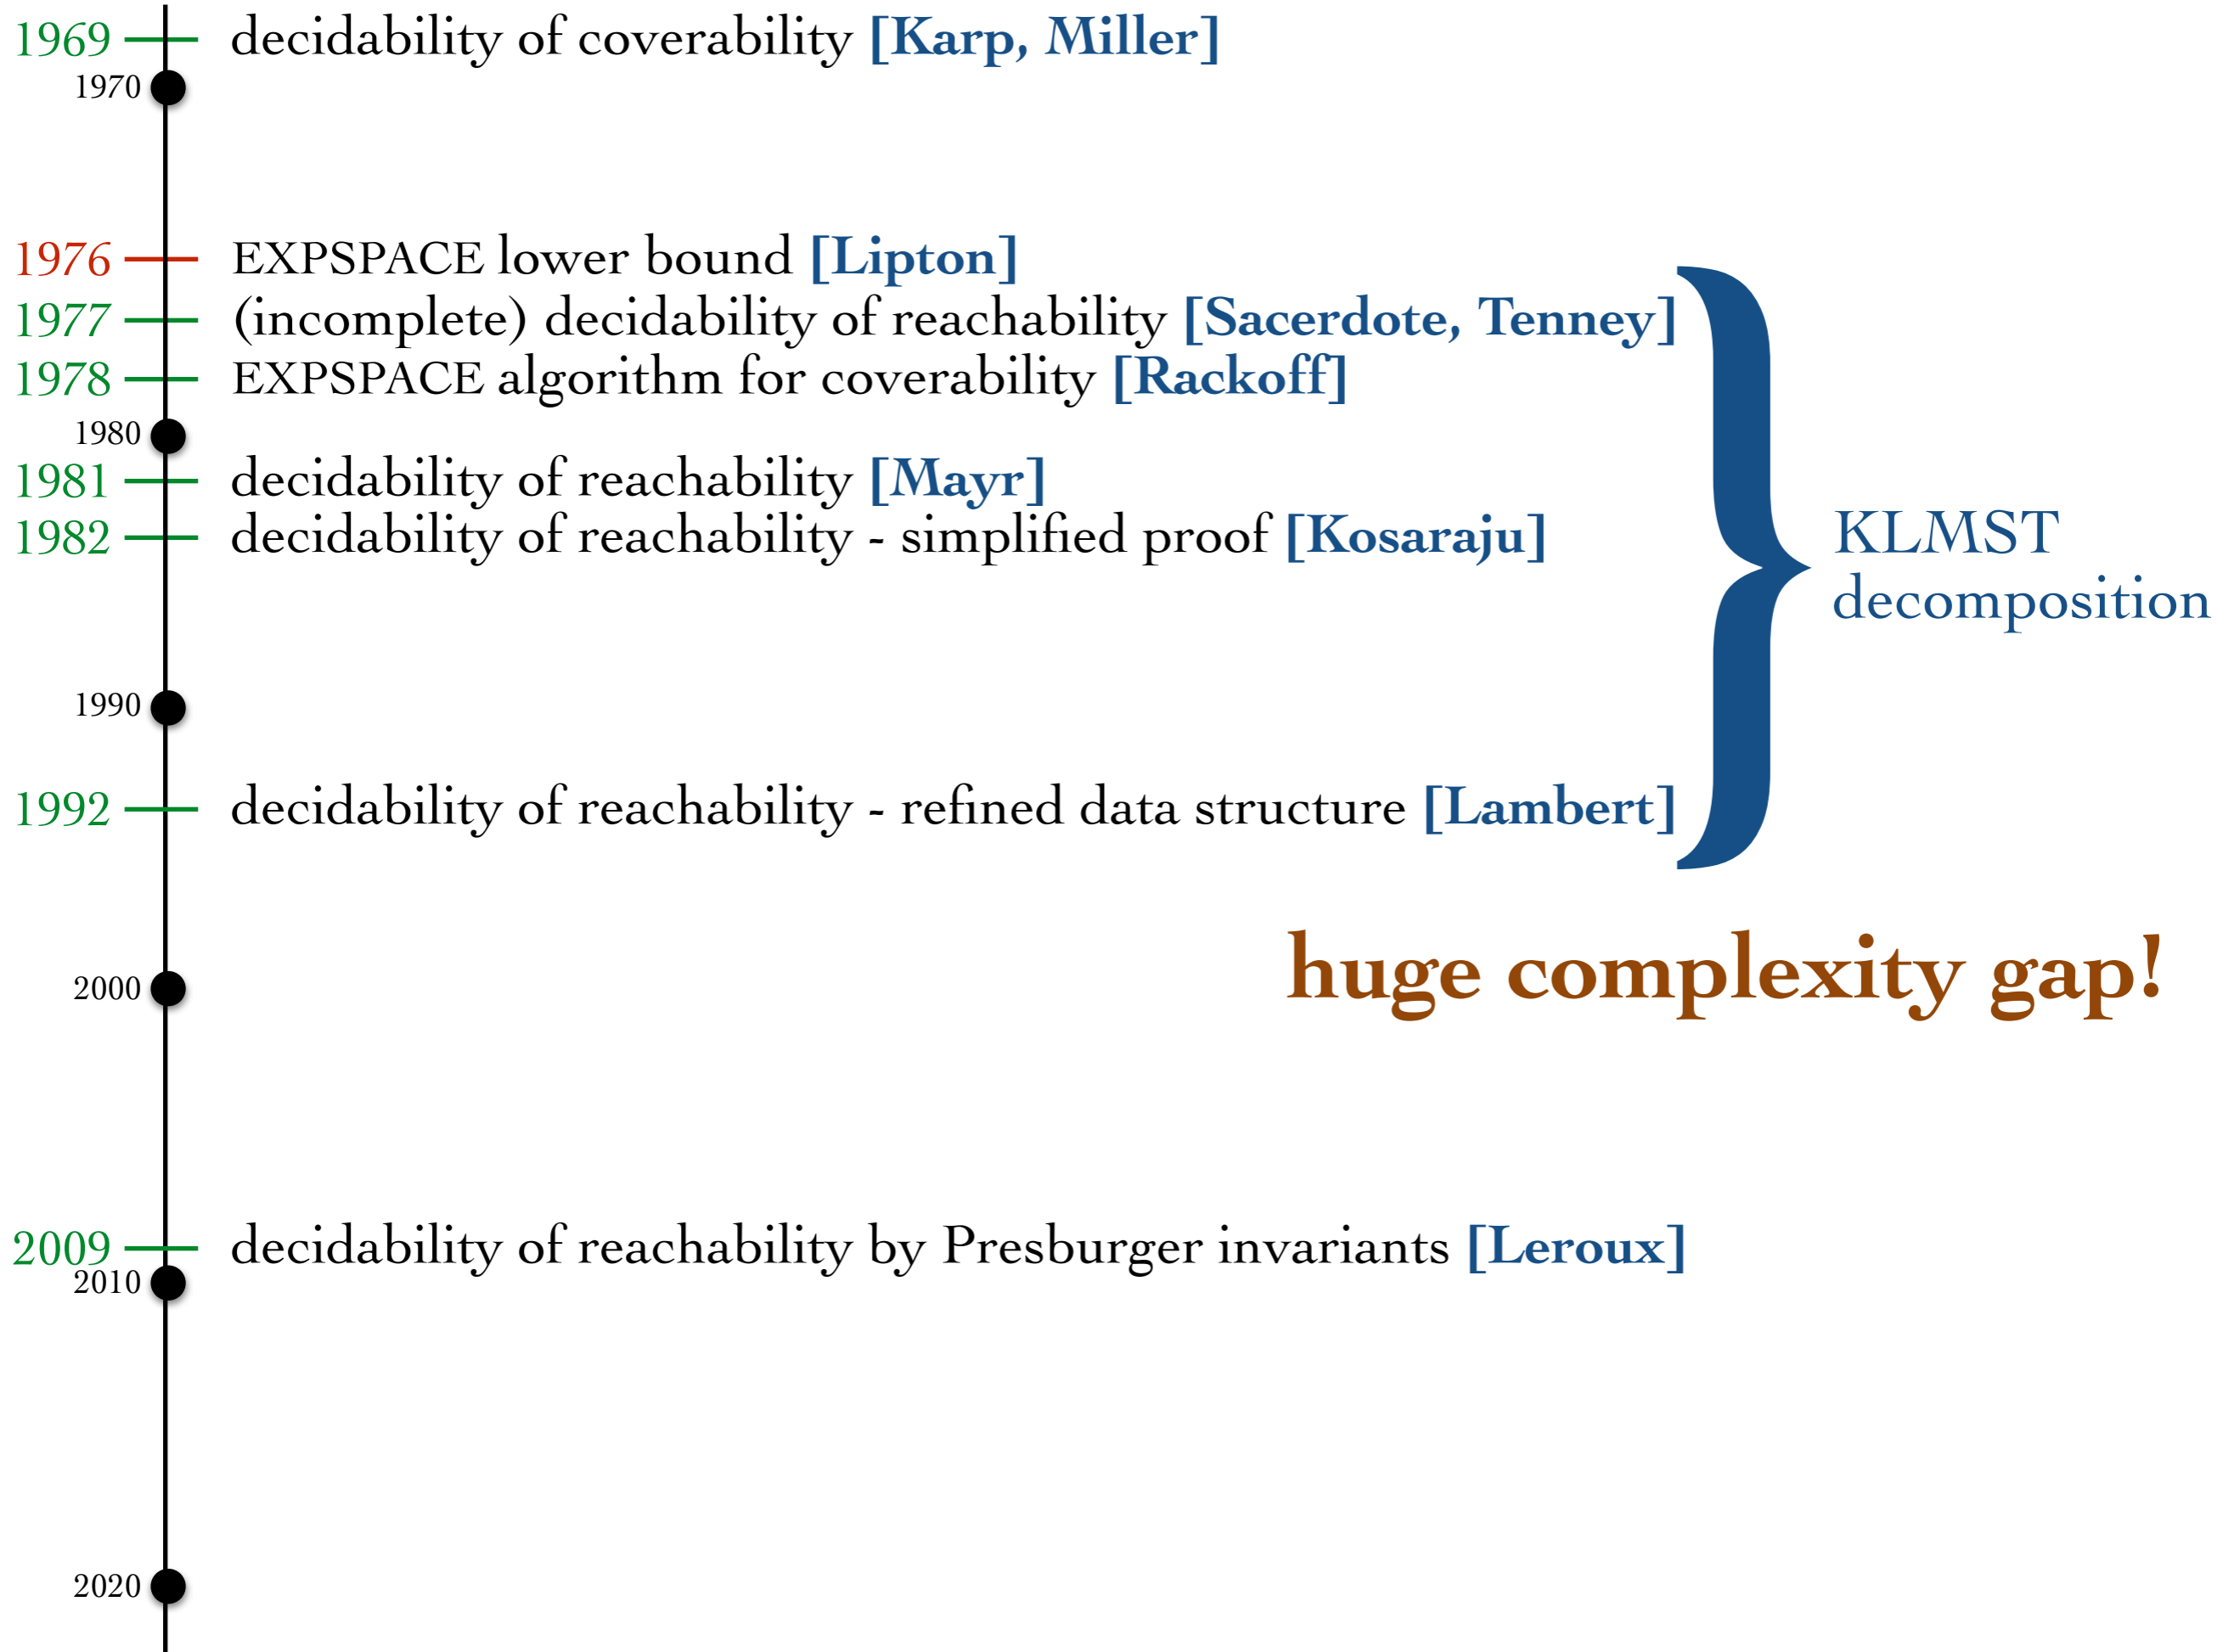 1969 decidability of coverability [Karp, Miller]
1970
1976 EXPSPACE lower bound [Lipton]
1977 (incomplete) decidability of reachability [Sacerdote, Tenney]
1978 EXPSPACE algorithm for coverability [Rackoff]
1980
1981 decidability of reachability [Mayr]
1982 decidability of reachability - simplified proof [Kosaraju]
KLMST
decomposition
1990
1992 decidability of reachability - refined data structure [Lambert]
huge complexity gap!
2000
2009 decidability of reachability by Presburger invariants [Leroux]
2010
2020